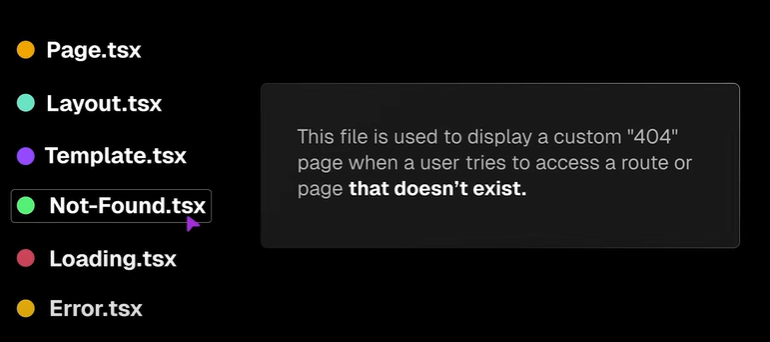 Page.tsx
Layout.tsx
Template.tsx
Not-Found.tsx
Loading.tsx
Error.tsx
This file is used to display a custom "404"
page when a user tries to access a route or
page that doesn’t exist.